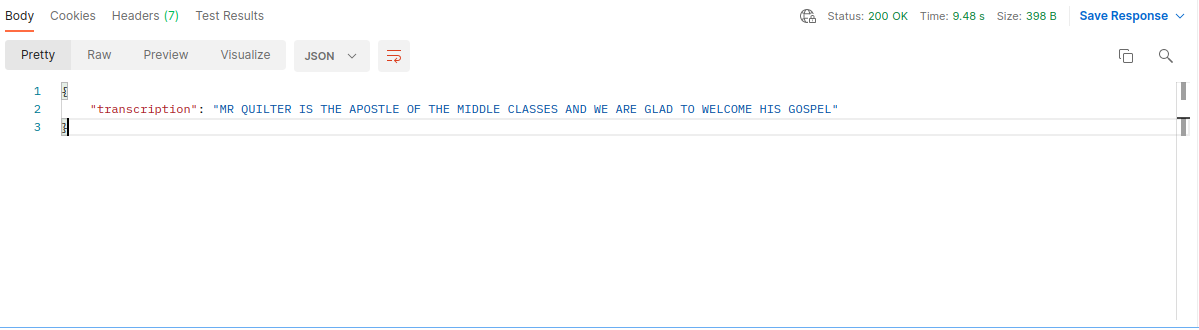 Body Cookies Headers (7) Test Results Status: 200 OK Time: 9.48 s Size: 398 B Save Response
Pretty Raw Preview Visualize JSON
1 {
2 "transcription": "MR QUILTER IS THE APOSTLE OF THE MIDDLE CLASSES AND WE ARE GLAD TO WELCOME HIS GOSPEL"
3 }